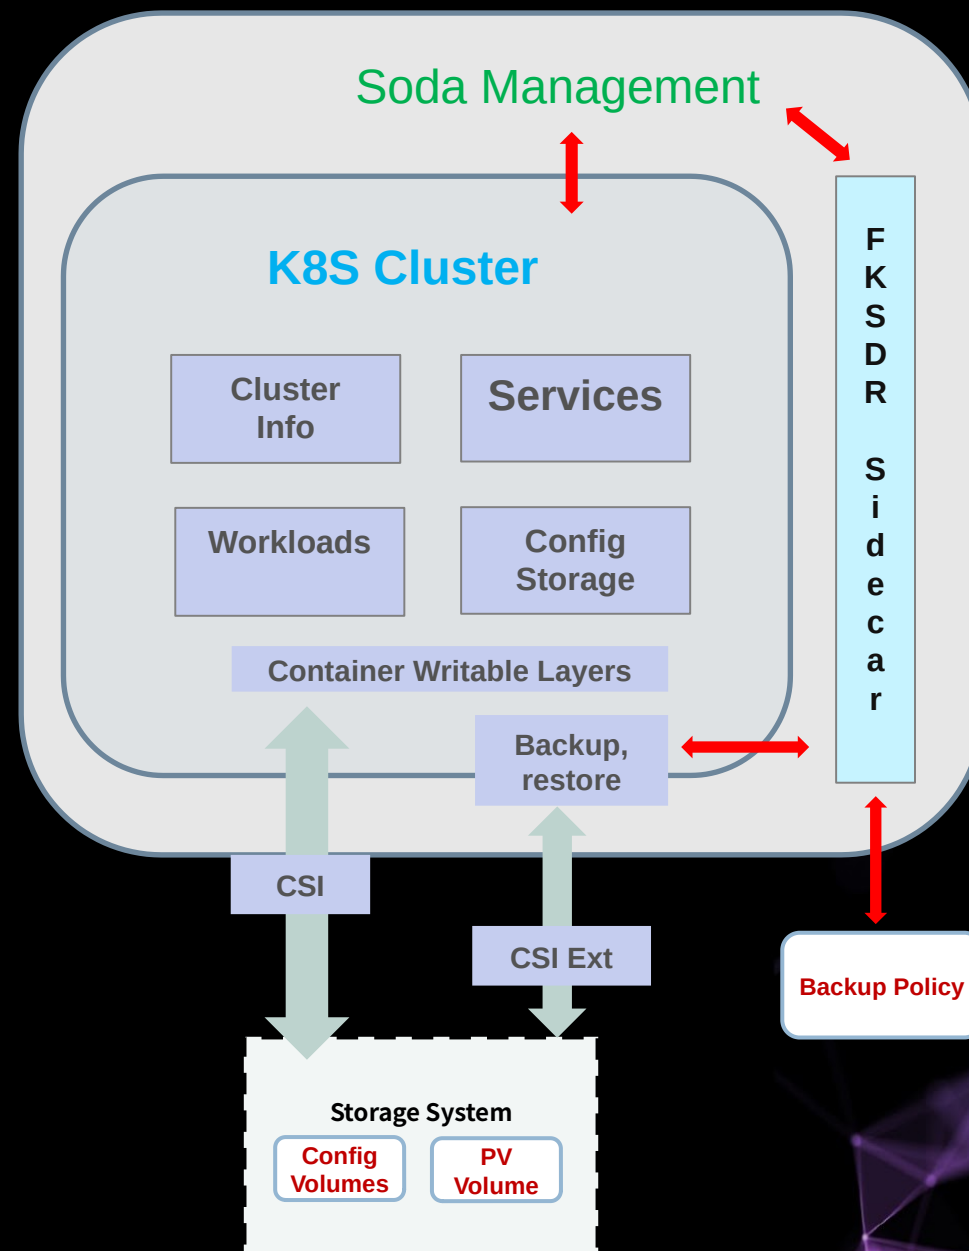 Soda Management
K8S Cluster
Cluster
Info
Services
Workloads
Config
Storage
Container Writable Layers
Backup,
restore
F
K
S
D
R
S
i
d
e
c
a
r
CSI
CSI Ext
Backup Policy
Storage System
Config
Volumes
PV
Volume